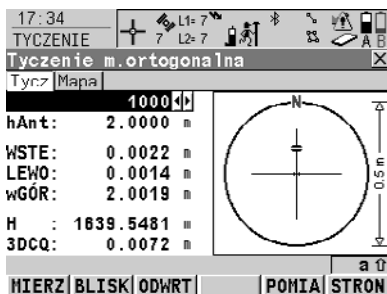 17:34
TYCZENIE
7
L1= 7
L2= 7
A B
Tyczenie m.ortogonalna
Tycz Mapa
1000
hAnt: 2.0000 m
WSTE: 0.0022 m
LEWO: 0.0014 m
wGÓR: 2.0019 m
H : 1639.5481 m
3DCQ: 0.0072 m
N
0.5 m
a
MIERZ BLISK ODWRT POMIA STRON